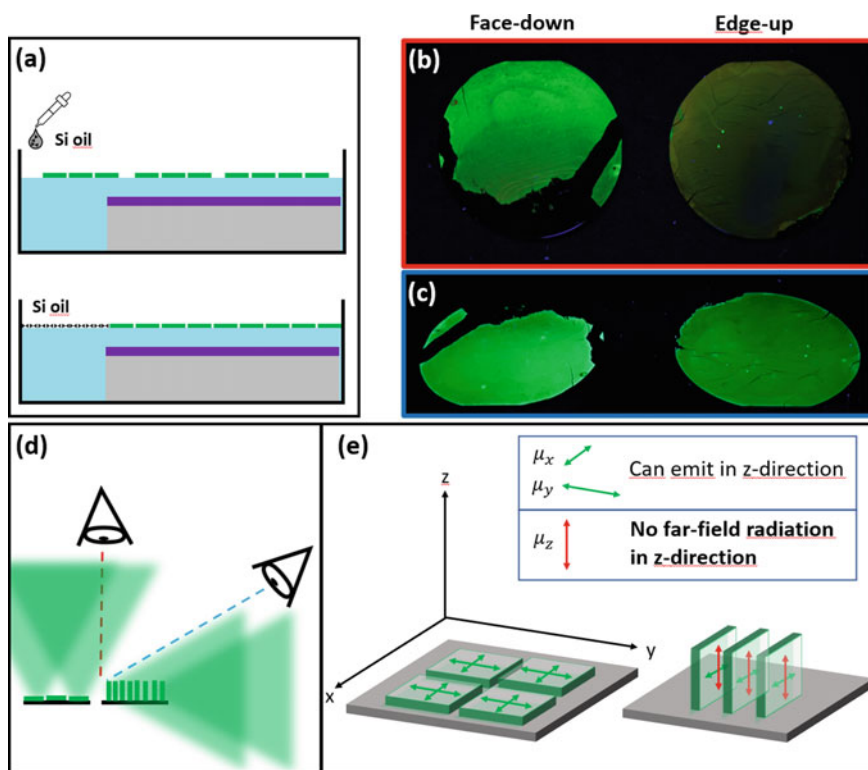 Face-down
Edge-up
(a)
Si oil
Si oil
(b)
(c)
(d)
(e)
z
y
x
μx
μy
Can emit in z-direction
μz
No far-field radiation
in z-direction